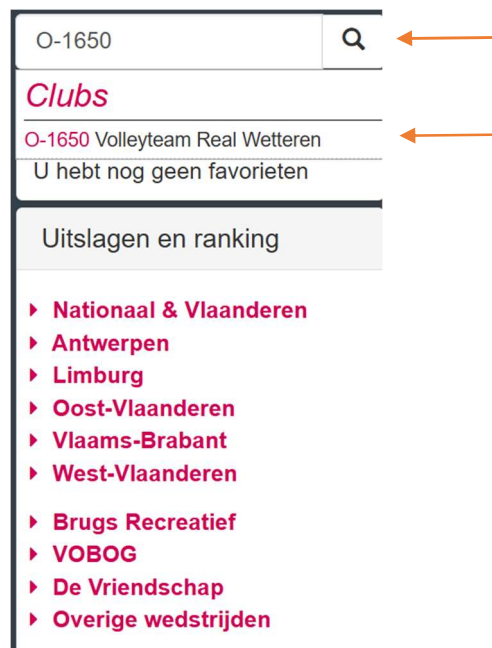 O-1650
Clubs
O-1650 Volleyteam Real Wetteren
U hebt nog geen favorieten
Uitslagen en ranking
Nationaal & Vlaanderen
Antwerpen
Limburg
Oost-Vlaanderen
Vlaams-Brabant
West-Vlaanderen
Brugs Recreatief
VOBOG
De Vriendschap
Overige wedstrijden